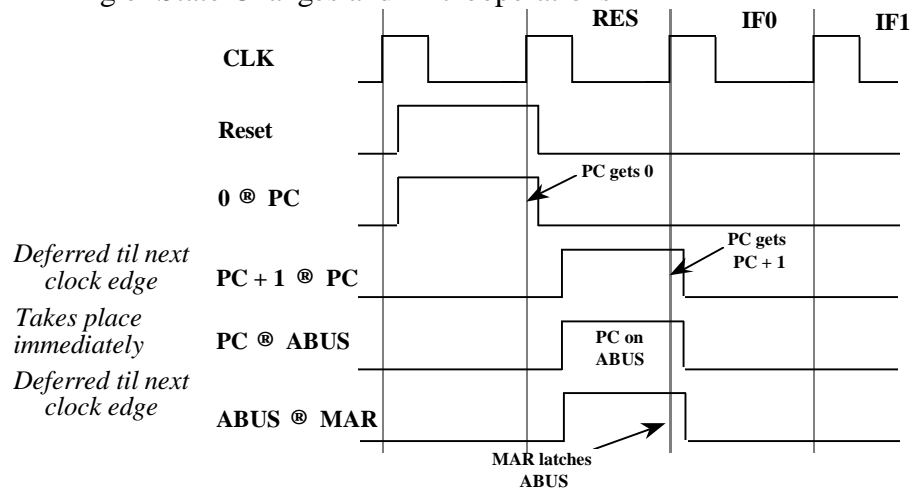 RES IF0 IF1
CLK
Reset
PC gets 0
0 ® PC
Deferred til next
clock edge
PC gets
PC + 1
PC + 1 ® PC
Takes place
immediately
PC ® ABUS
PC on
ABUS
Deferred til next
clock edge
ABUS ® MAR
MAR latches
ABUS